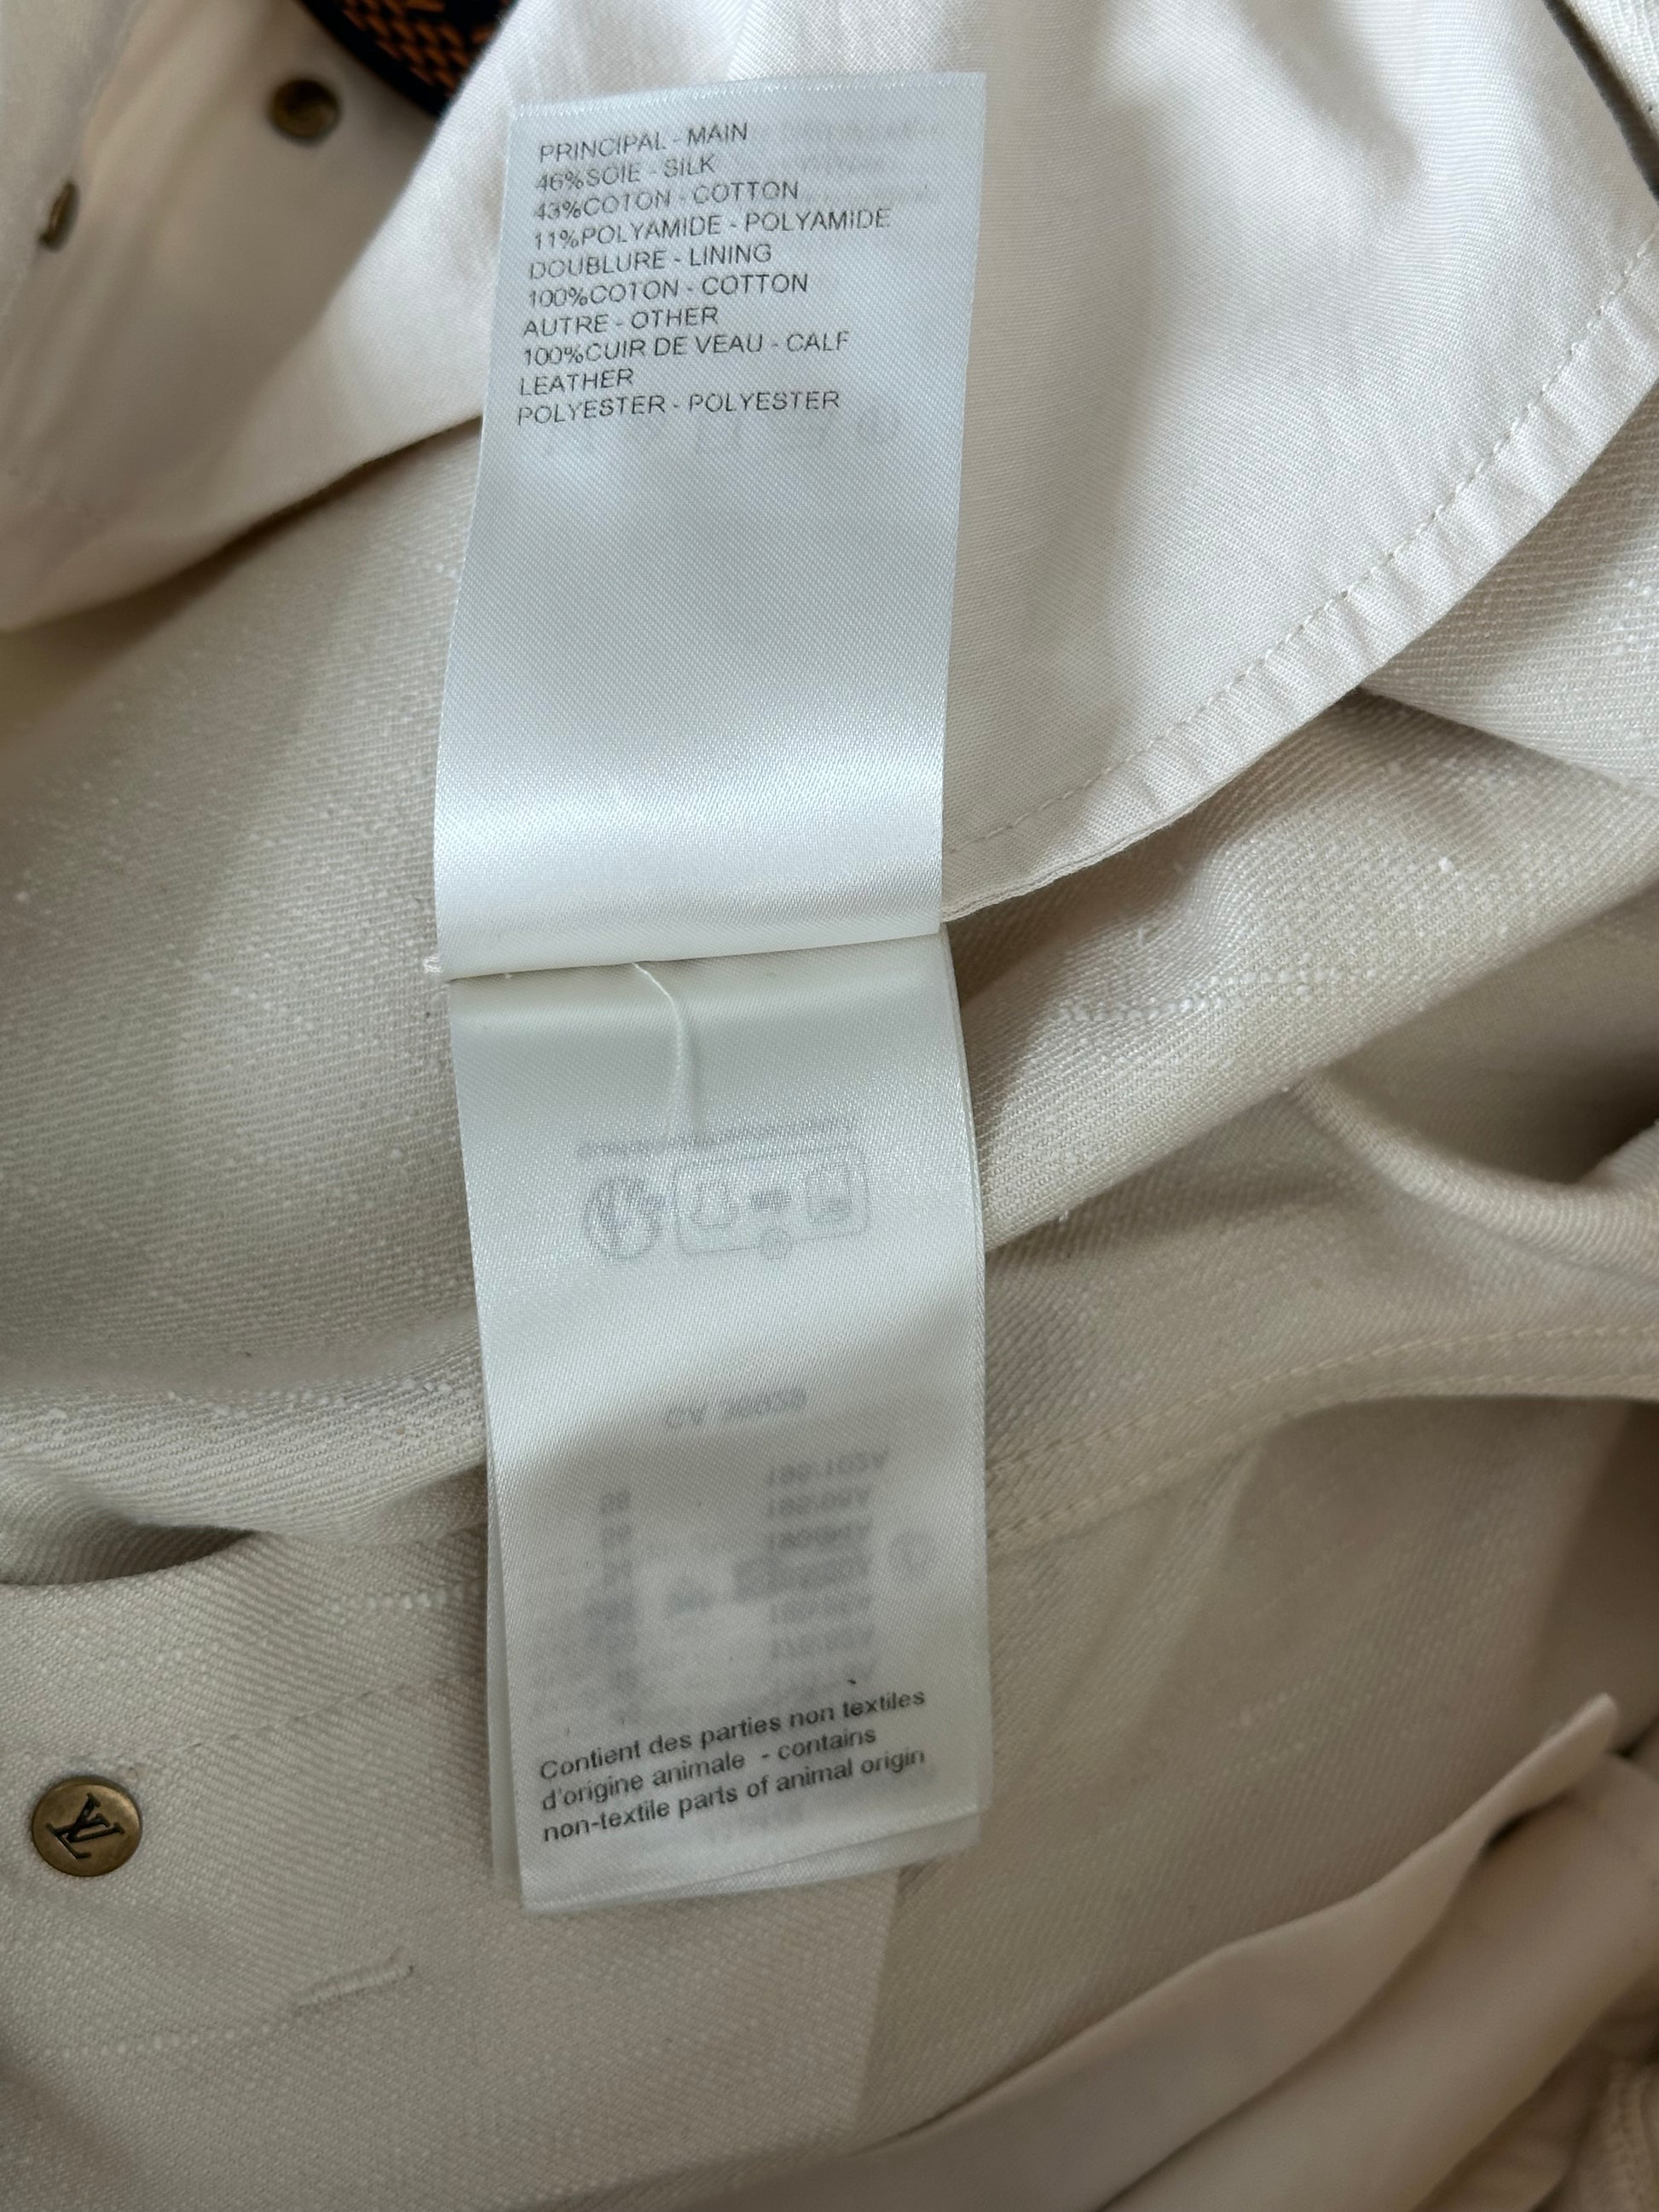 PRINCIPAL - MAIN
46%SOIE - SILK
43%COTON - COTTON
11%POLYAMIDE - POLYAMIDE
DOUBLURE - LINING
100%COTON - COTTON
AUTRE - OTHER
100%CUIR DE VEAU - CALF
LEATHER
POLYESTER - POLYESTER
Contient des parties non textiles
d'origine animale - contains
non-textile parts of animal origin
LV